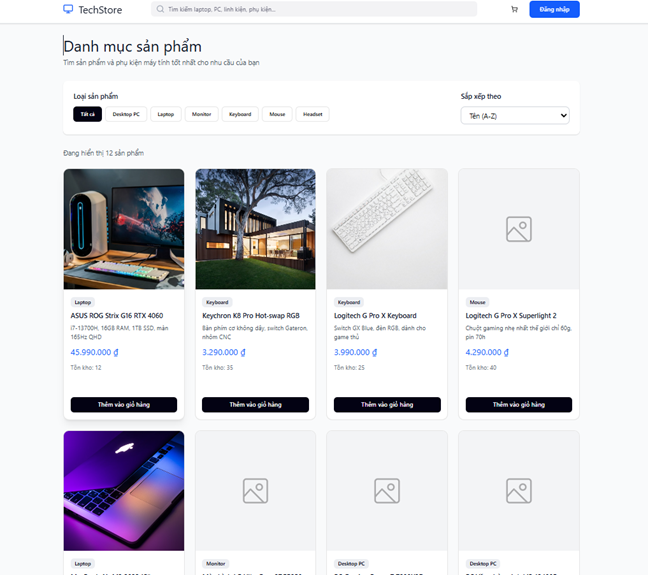 TechStore
Tìm kiếm laptop, PC, linh kiện, phụ kiện...
Đăng nhập
Danh mục sản phẩm
Tìm sản phẩm và phụ kiện máy tính tốt nhất cho nhu cầu của bạn
Loại sản phẩm
Sắp xếp theo
Tất cả
Desktop PC
Laptop
Monitor
Keyboard
Mouse
Headset
Tên (A-Z)
Đang hiển thị 12 sản phẩm
Laptop
ASUS ROG Strix G16 RTX 4060
i7-13700H, 16GB RAM, 1TB SSD, màn
165Hz QHD
45.990.000 ₫
Tồn kho: 12
Thêm vào giỏ hàng
Keyboard
Keychron K8 Pro Hot-swap RGB
Bàn phím cơ không dây, switch Gateron,
nhôm CNC
3.290.000 ₫
Tồn kho: 35
Thêm vào giỏ hàng
Keyboard
Logitech G Pro X Keyboard
Switch GX Blue, đèn RGB, dành cho
game thủ
3.990.000 ₫
Tồn kho: 25
Thêm vào giỏ hàng
Mouse
Logitech G Pro X Superlight 2
Chuột gaming nhẹ nhất thế giới chỉ 60g,
pin 70h
4.290.000 ₫
Tồn kho: 40
Thêm vào giỏ hàng
Laptop
Monitor
Desktop PC
Desktop PC